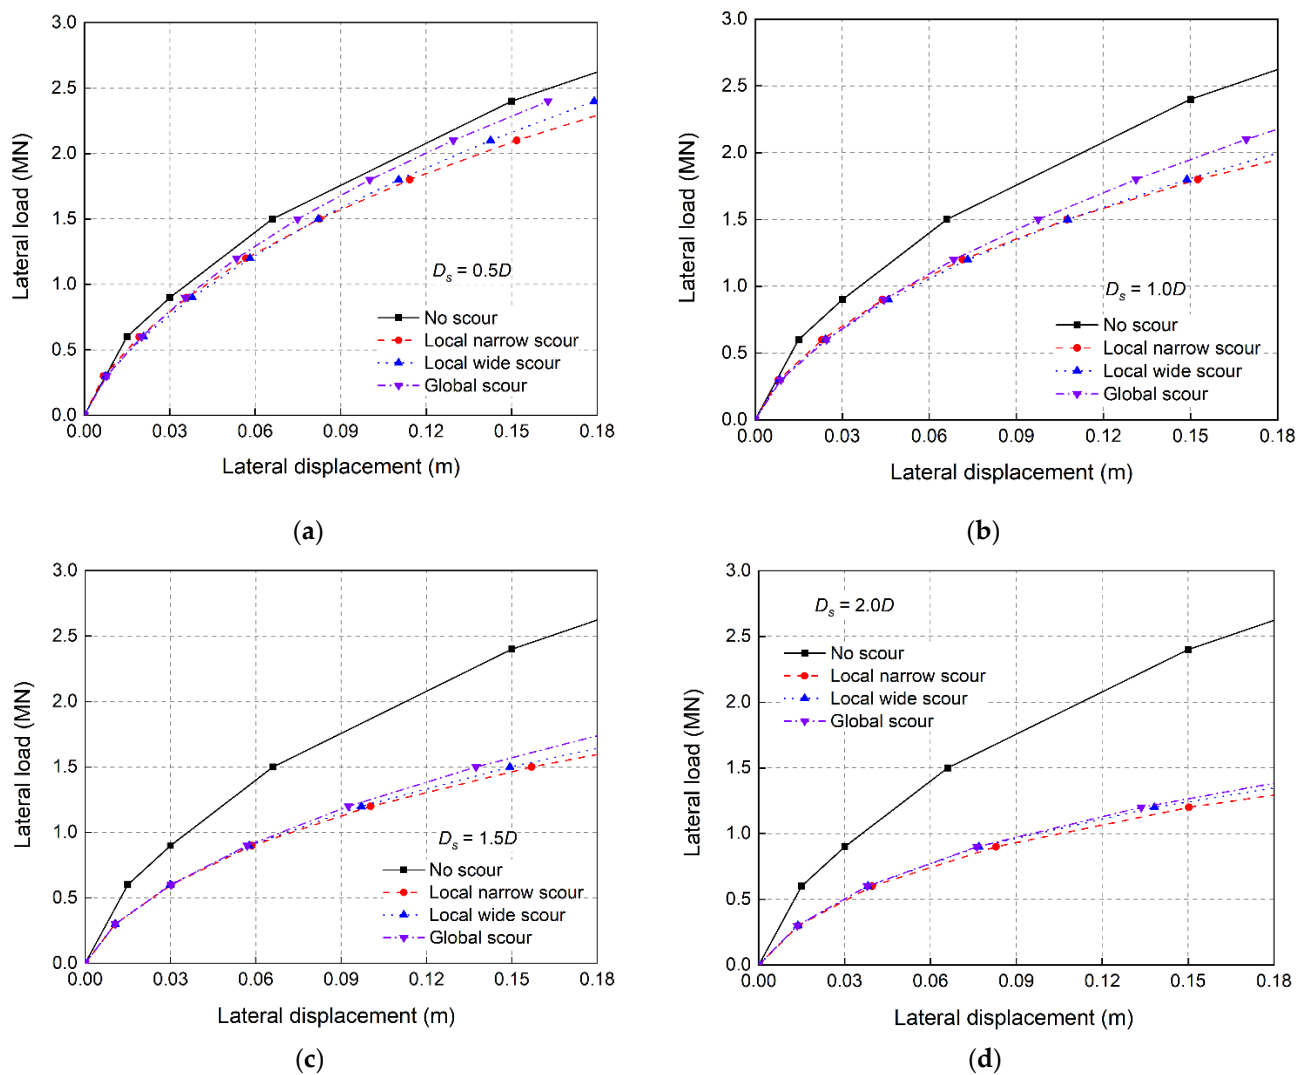 3.0
2.5
2.0
1.5
1.0
0.5
0.0
Lateral load (MN)
Ds = 0.5D
No scour
Local narrow scour
Local wide scour
Global scour
0.00 0.03 0.06 0.09 0.12 0.15 0.18
Lateral displacement (m)
(a)
3.0
2.5
2.0
1.5
1.0
0.5
0.0
Lateral load (MN)
Ds = 1.0D
No scour
Local narrow scour
Local wide scour
Global scour
0.00 0.03 0.06 0.09 0.12 0.15 0.18
Lateral displacement (m)
(b)
3.0
2.5
2.0
1.5
1.0
0.5
0.0
Lateral load (MN)
Ds = 1.5D
No scour
Local narrow scour
Local wide scour
Global scour
0.00 0.03 0.06 0.09 0.12 0.15 0.18
Lateral displacement (m)
(c)
3.0
2.5
2.0
1.5
1.0
0.5
0.0
Lateral load (MN)
Ds = 2.0D
No scour
Local narrow scour
Local wide scour
Global scour
0.00 0.03 0.06 0.09 0.12 0.15 0.18
Lateral displacement (m)
(d)